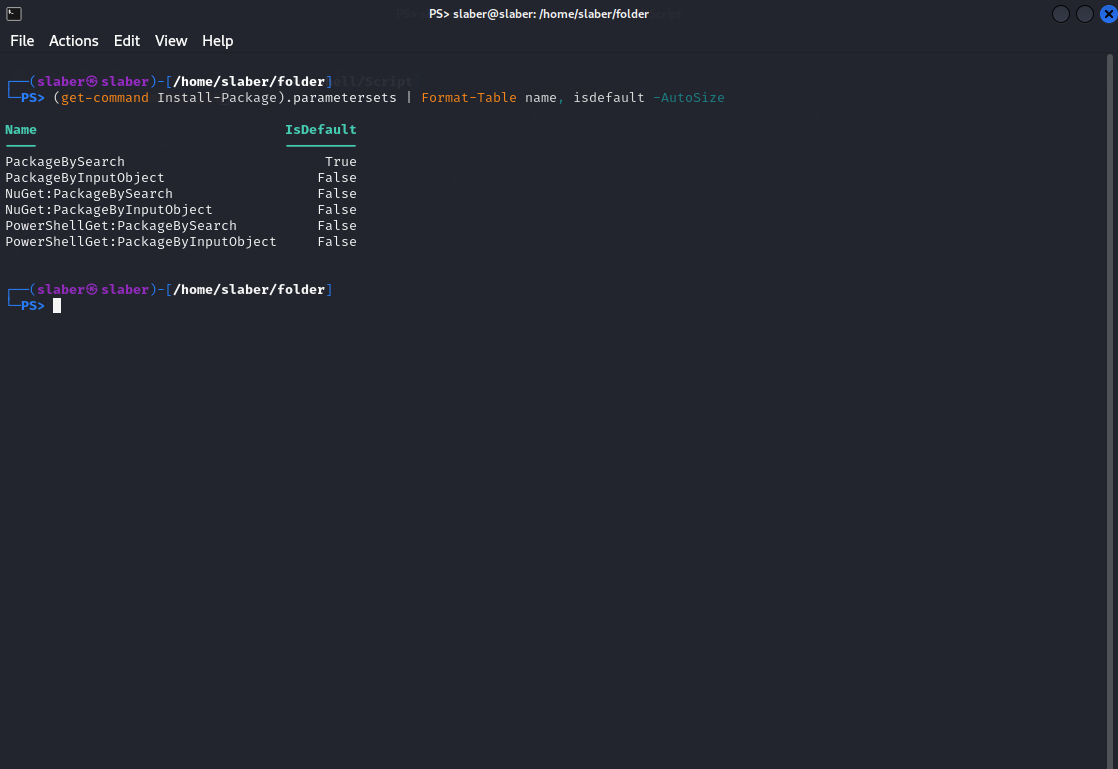 PS> slaber@slaber: /home/slaber/folder
File Actions Edit View Help
┌──(slaber㉿slaber)-[/home/slaber/folder]
└─PS> (get-command Install-Package).parametersets | Format-Table name, isdefault -AutoSize
Name IsDefault
---- ---------
PackageBySearch True
PackageByInputObject False
NuGet:PackageBySearch False
NuGet:PackageByInputObject False
PowerShellGet:PackageBySearch False
PowerShellGet:PackageByInputObject False
┌──(slaber㉿slaber)-[/home/slaber/folder]
└─PS>